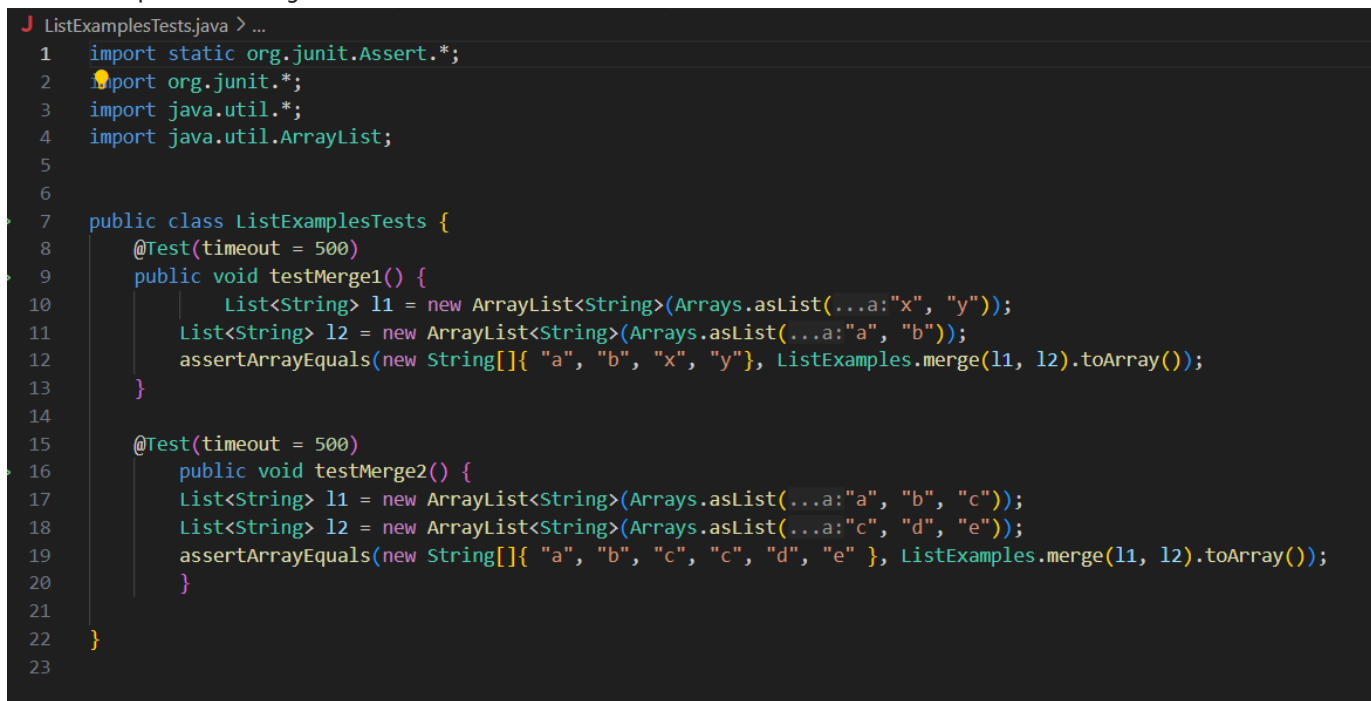 J ListExamplesTests.java > ...
1 import static org.junit.Assert.*;
2 import org.junit.*;
3 import java.util.*;
4 import java.util.ArrayList;
5
6
7 public class ListExamplesTests {
8 @Test(timeout = 500)
9 public void testMerge1() {
10 List<String> l1 = new ArrayList<String>(Arrays.asList(...a:"x", "y"));
11 List<String> l2 = new ArrayList<String>(Arrays.asList(...a:"a", "b"));
12 assertArrayEquals(new String[]{ "a", "b", "x", "y"}, ListExamples.merge(l1, l2).toArray());
13 }
14
15 @Test(timeout = 500)
16 public void testMerge2() {
17 List<String> l1 = new ArrayList<String>(Arrays.asList(...a:"a", "b", "c"));
18 List<String> l2 = new ArrayList<String>(Arrays.asList(...a:"c", "d", "e"));
19 assertArrayEquals(new String[]{ "a", "b", "c", "c", "d", "e" }, ListExamples.merge(l1, l2).toArray());
20 }
21
22 }
23